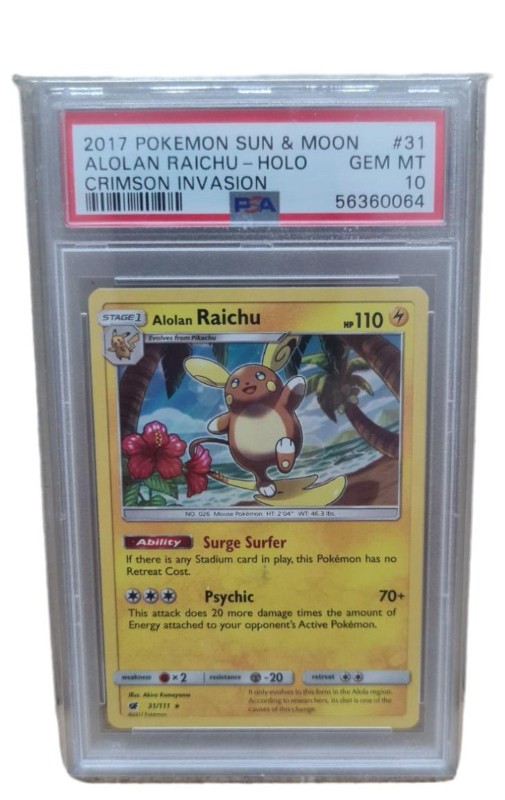 2017 POKEMON SUN & MOON #31
ALOLAN RAICHU - HOLO GEM MT
CRIMSON INVASION 10
PSA 56360064
STAGE 1 Alolan Raichu HP 110
Evolves from Pikachu
NO. 026 Mouse Pokémon HT: 2'04" WT: 46.3 lbs.
Ability Surge Surfer
If there is any Stadium card in play, this Pokémon has no
Retreat Cost.
Psychic 70+
This attack does 20 more damage times the amount of
Energy attached to your opponent's Active Pokémon.
weakness ×2 resistance -20 retreat
Illus. Akira Komayama
31/111 ★
©2017 Pokémon
It only evolves to this form in the Alola region.
According to researchers, its diet is one of the
causes of this change.